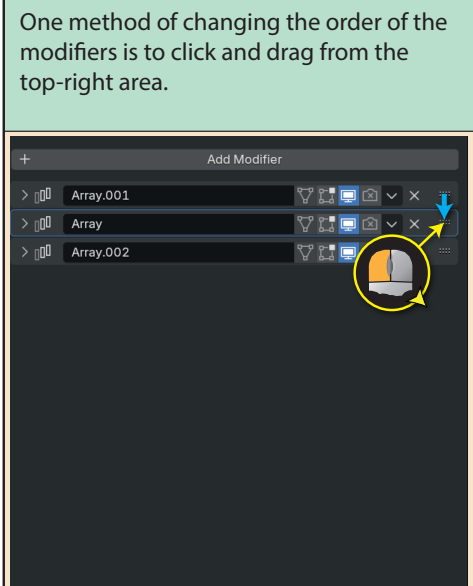 One method of changing the order of the
modifiers is to click and drag from the
top-right area.
+ Add Modifier
Array.001
Array
Array.002